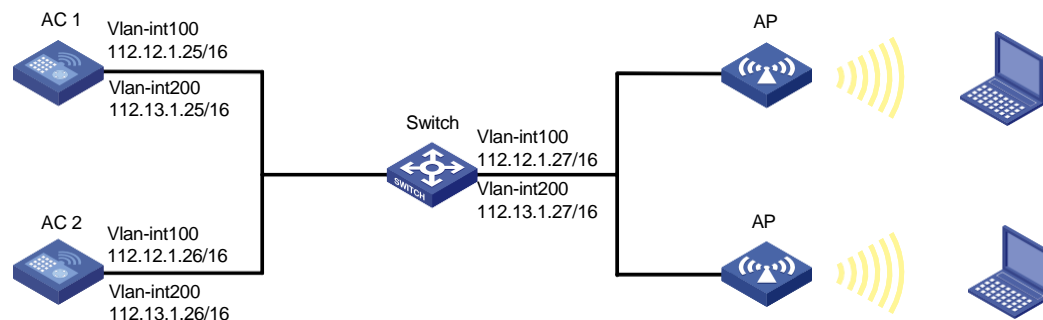 AC 1
Vlan-int100
112.12.1.25/16
Vlan-int200
112.13.1.25/16
AP
Switch
SWITCH
Vlan-int100
112.12.1.27/16
Vlan-int200
112.13.1.27/16
AC 2
Vlan-int100
112.12.1.26/16
Vlan-int200
112.13.1.26/16
AP